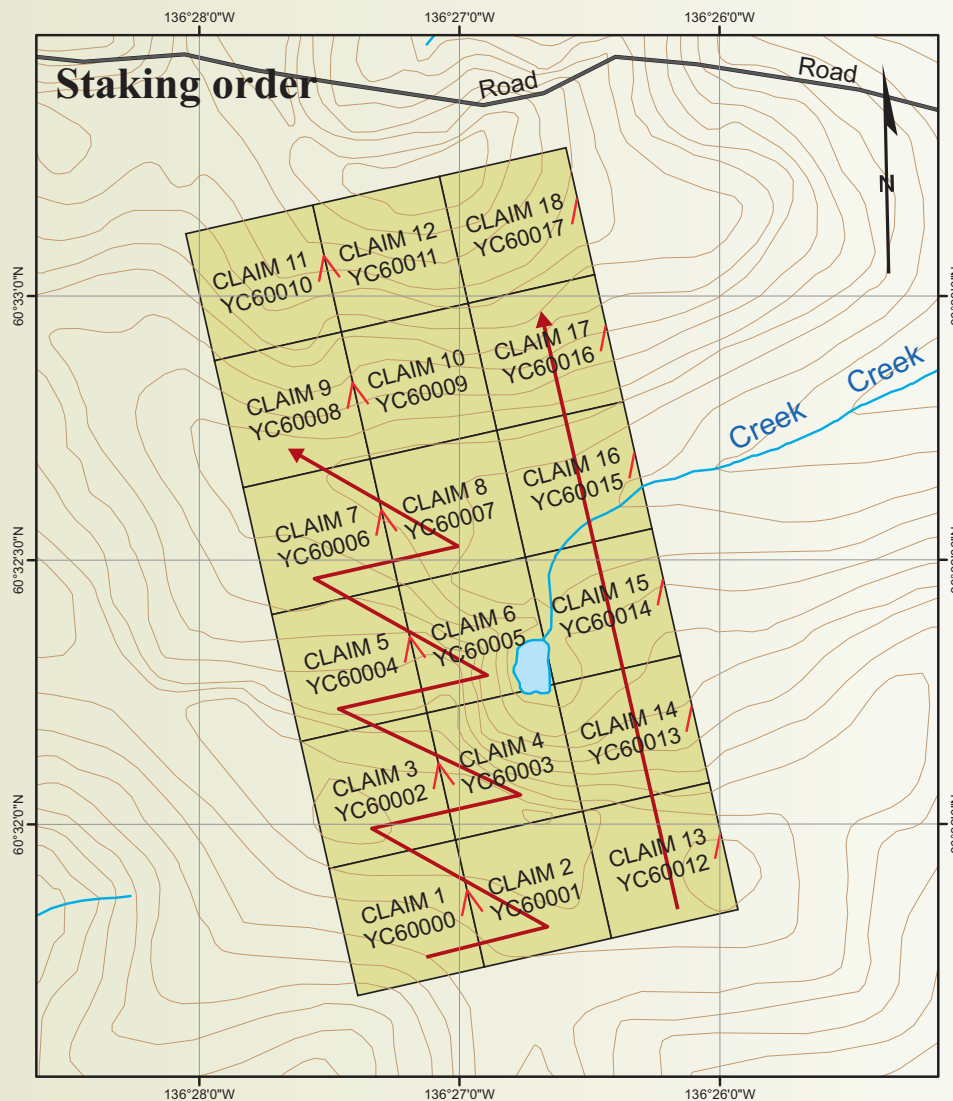 136°28'0"W
136°27'0"W
136°26'0"W
Staking order
Road
Road
N
60°33'0"N
60°32'30"N
60°32'0"N
CLAIM 11
YC60010
CLAIM 12
YC60011
CLAIM 18
YC60017
CLAIM 9
YC60008
CLAIM 10
YC60009
CLAIM 17
YC60016
Creek
Creek
CLAIM 7
YC60006
CLAIM 8
YC60007
CLAIM 16
YC60015
CLAIM 5
YC60004
CLAIM 6
YC60005
CLAIM 15
YC60014
CLAIM 3
YC60002
CLAIM 4
YC60003
CLAIM 14
YC60013
CLAIM 1
YC60000
CLAIM 2
YC60001
CLAIM 13
YC60012
136°28'0"W
136°27'0"W
136°26'0"W